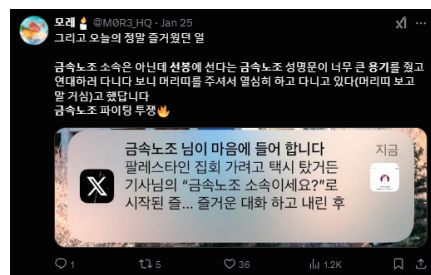 모레🕯 @M0R3_HQ · Jan 25
그리고 오늘의 정말 즐거웠던 일
금속노조 소속은 아닌데 선봉에 선다는 금속노조 성명문이 너무 큰 용기를 줬고
연대하러 다니다 보니 머리띠를 주셔서 열심히 하고 다니고 있다(머리띠 보고
말 거심)고 했답니다
금속노조 파이팅 투쟁🔥
금속노조 님이 마음에 들어 합니다
지금
팔레스타인 집회 가려고 택시 탔거든
기사님의 “금속노조 소속이세요?”로
시작된 즐... 즐거운 대화 하고 내린 후
1 5 36 1.2K